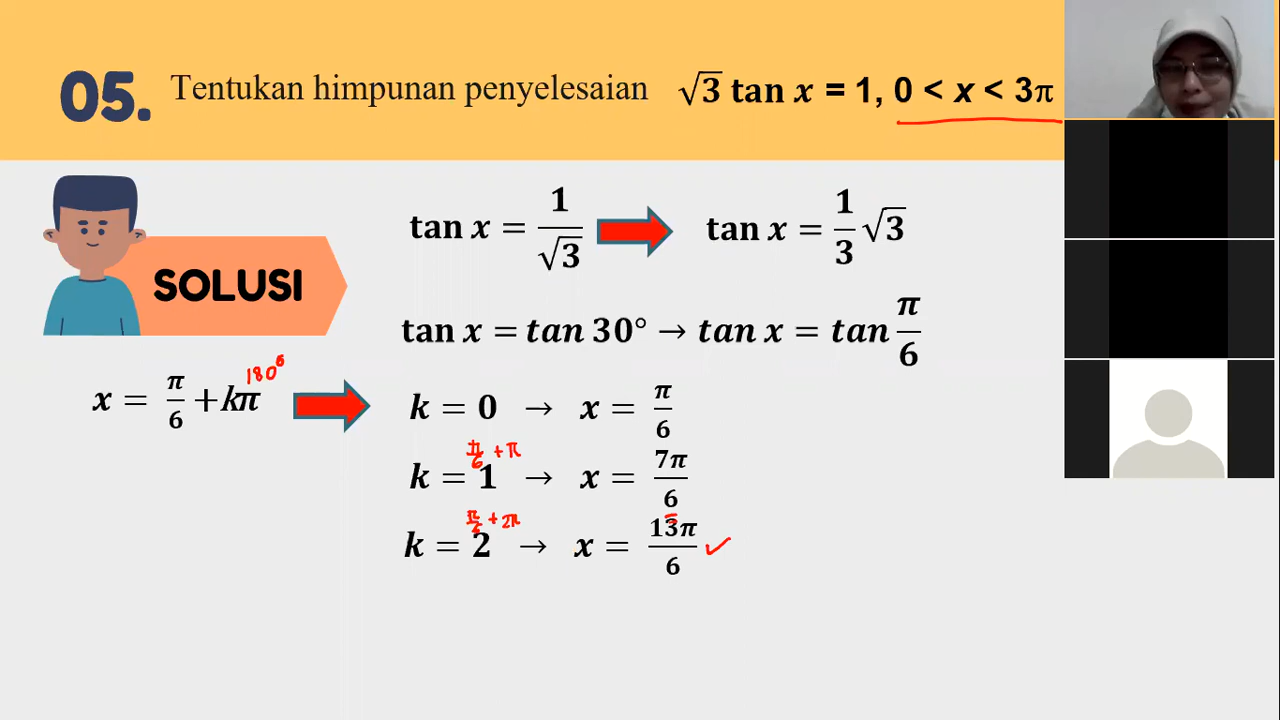 05. Tentukan himpunan penyelesaian √3 tan x = 1, 0 < x < 3π
tan x = 1/√3 tan x = 1/3 √3
SOLUSI
tan x = tan 30° → tan x = tan π/6
180°
x = π/6 + kπ
k = 0 → x = π/6
π/6 + π
k = 1 → x = 7π/6
π/6 + 2π
k = 2 → x = 13π/6 ✓